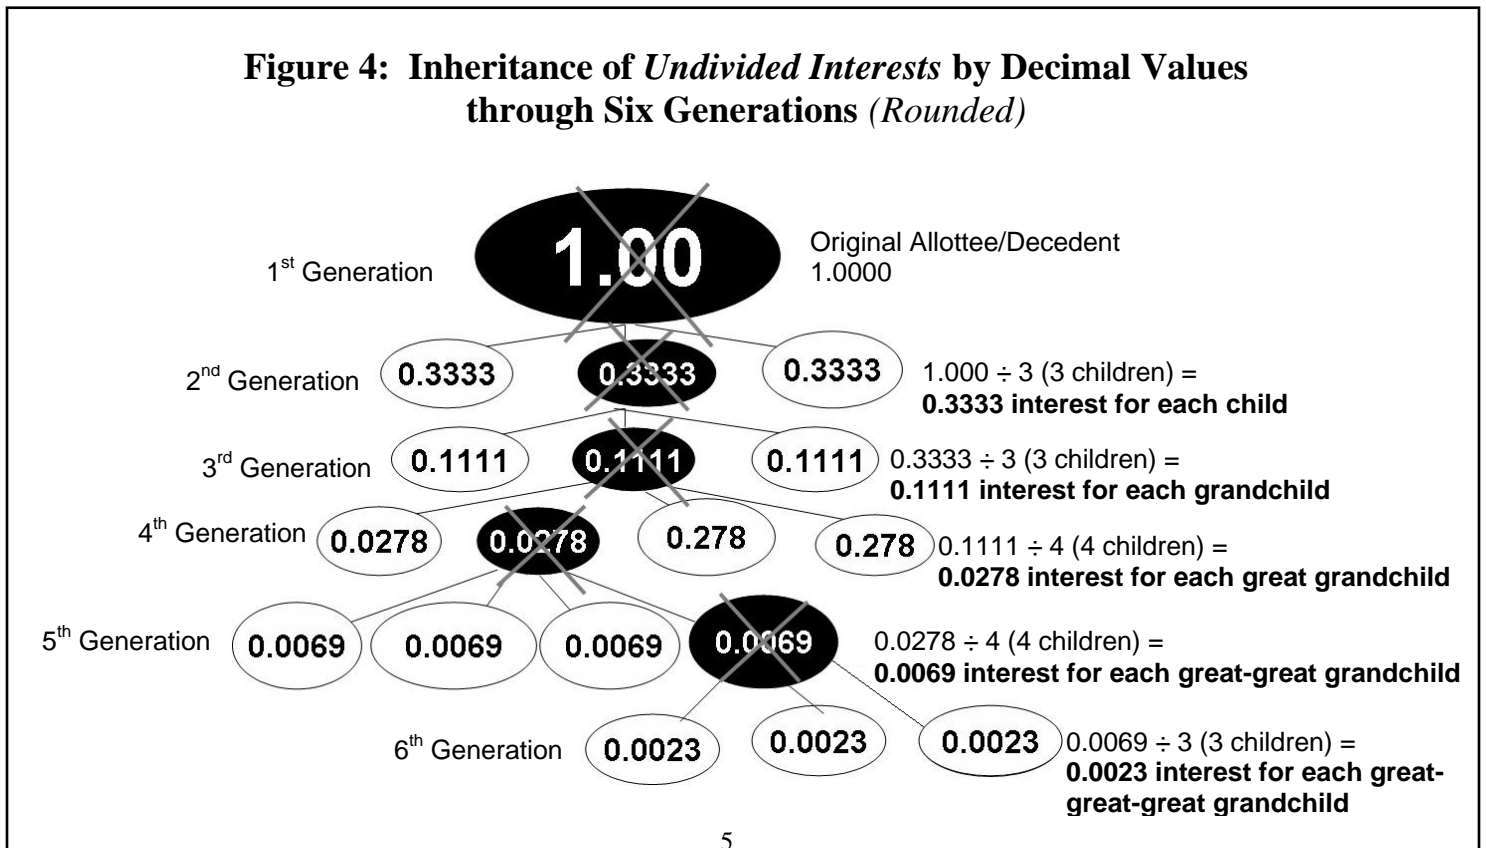 Figure 4: Inheritance of Undivided Interests by Decimal Values
through Six Generations (Rounded)
1.00
Original Allottee/Decedent
1.0000
1st Generation
2nd Generation
0.3333
0.3333
0.3333
1.000 ÷ 3 (3 children) =
0.3333 interest for each child
3rd Generation
0.1111
0.1111
0.1111
0.3333 ÷ 3 (3 children) =
0.1111 interest for each grandchild
4th Generation
0.0278
0.0278
0.278
0.278
0.1111 ÷ 4 (4 children) =
0.0278 interest for each great grandchild
5th Generation
0.0069
0.0069
0.0069
0.0069
0.0278 ÷ 4 (4 children) =
0.0069 interest for each great-great grandchild
6th Generation
0.0023
0.0023
0.0023
0.0069 ÷ 3 (3 children) =
0.0023 interest for each great-
great-great grandchild
5